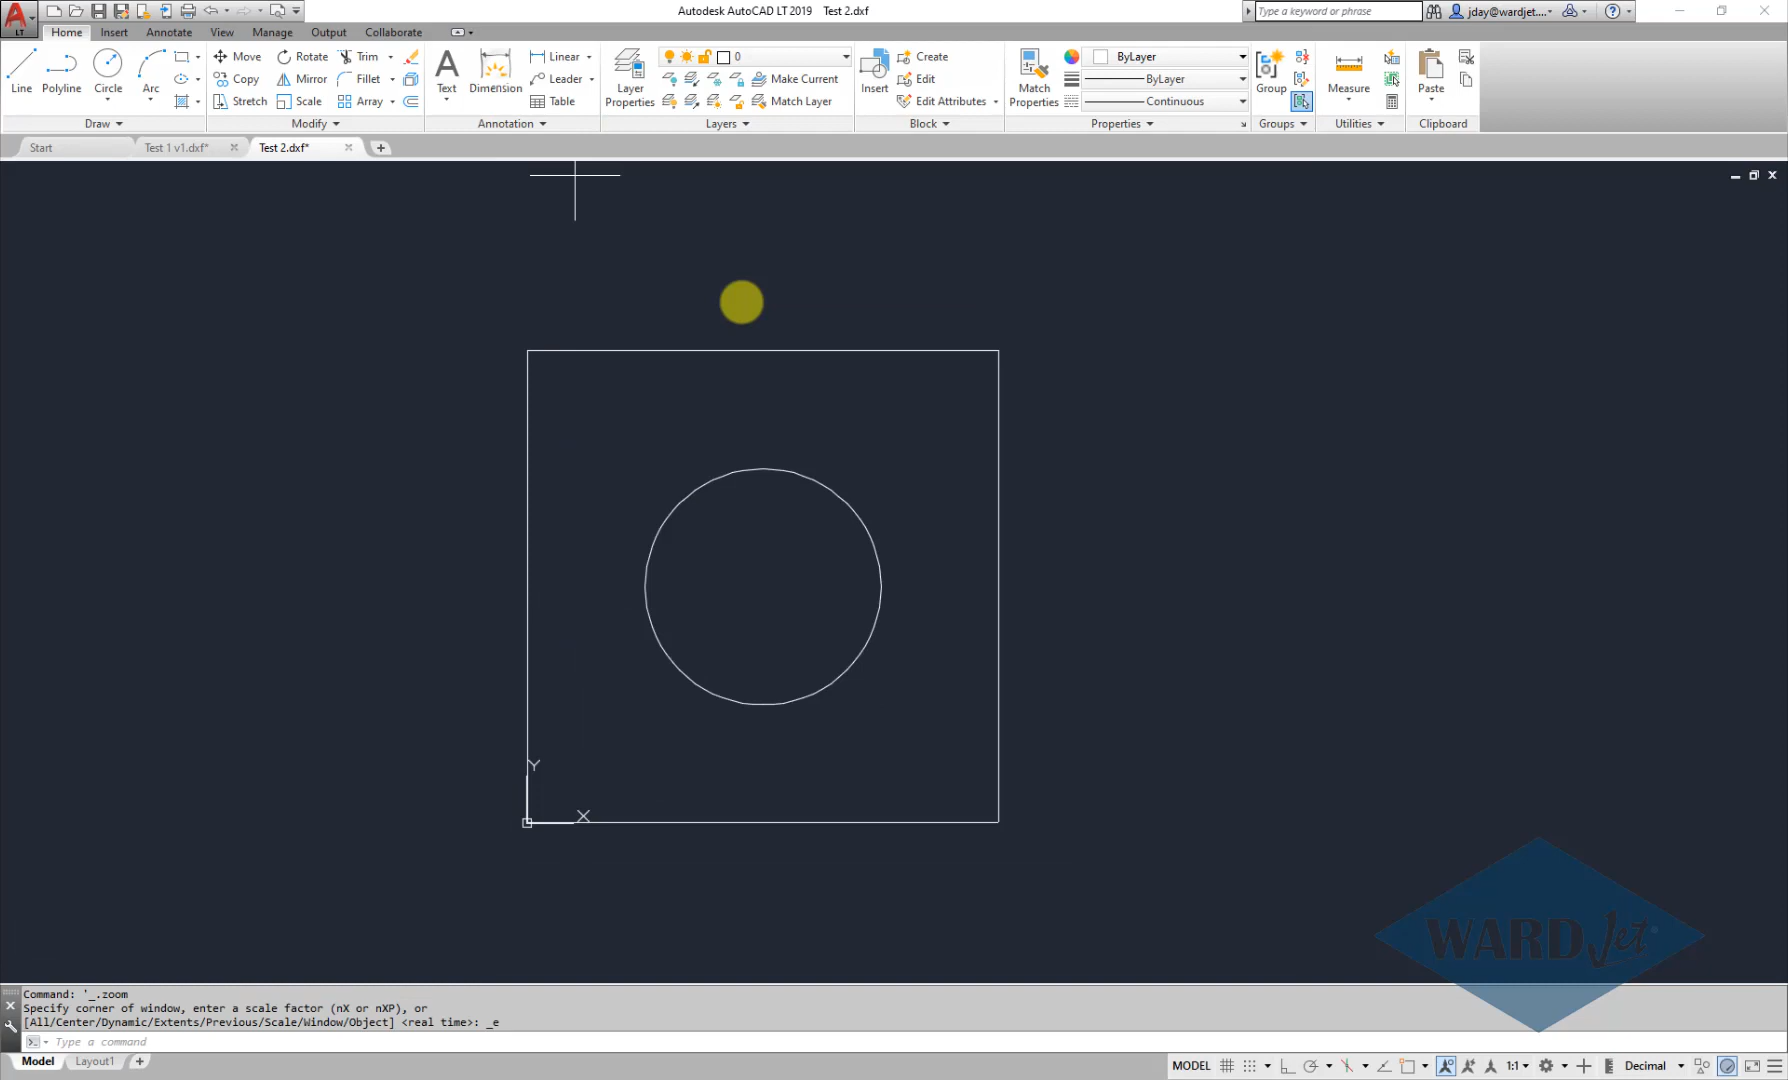 Autodesk AutoCAD LT 2019 Test 2.dxf
Type a keyword or phrase
jday@wardjet....
LT
Home Insert Annotate View Manage Output Collaborate
Line Polyline Circle Arc
Draw
Move Rotate Trim
Copy Mirror Fillet
Stretch Scale Array
Modify
Text Dimension
Linear
Leader
Table
Annotation
Layer Properties
0
Make Current
Match Layer
Layers
Insert
Create
Edit
Edit Attributes
Block
Match Properties
ByLayer
ByLayer
Continuous
Properties
Group
Groups
Measure
Utilities
Paste
Clipboard
Start Test 1 v1.dxf* Test 2.dxf*
Y
X
WARDJet
Command: '_.zoom
Specify corner of window, enter a scale factor (nX or nXP), or
[All/Center/Dynamic/Extents/Previous/Scale/Window/Object] <real time>: _e
Type a command
Model Layout1
MODEL 1:1 Decimal